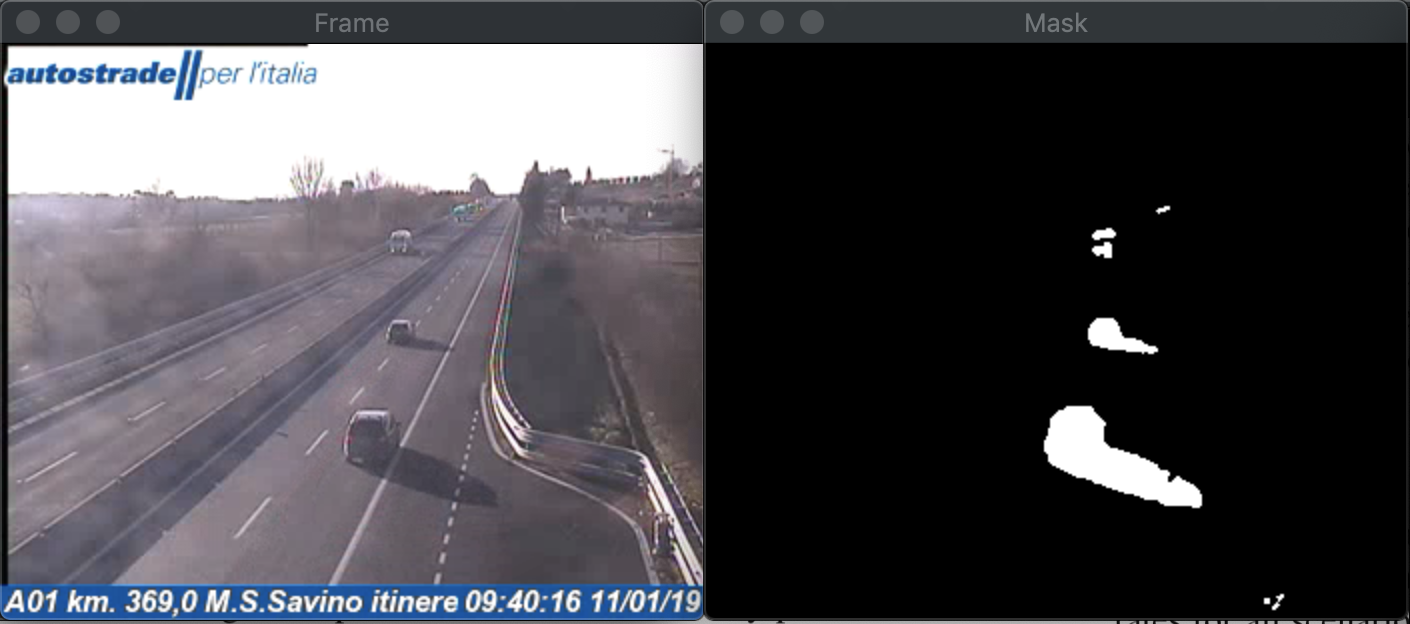 Frame
Mask
autostrade per l'italia
A01 km. 369,0 M.S.Savino itinere 09:40:16 11/01/19